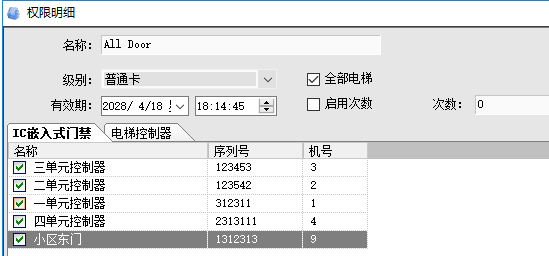 权限明细
名称: All Door
级别: 普通卡 全部电梯
有效期: 2028/ 4/18 18:14:45 启用次数 次数: 0
IC嵌入式门禁 电梯控制器
名称 序列号 机号
三单元控制器 123453 3
二单元控制器 123542 2
一单元控制器 312311 1
四单元控制器 2313111 4
小区东门 1312313 9